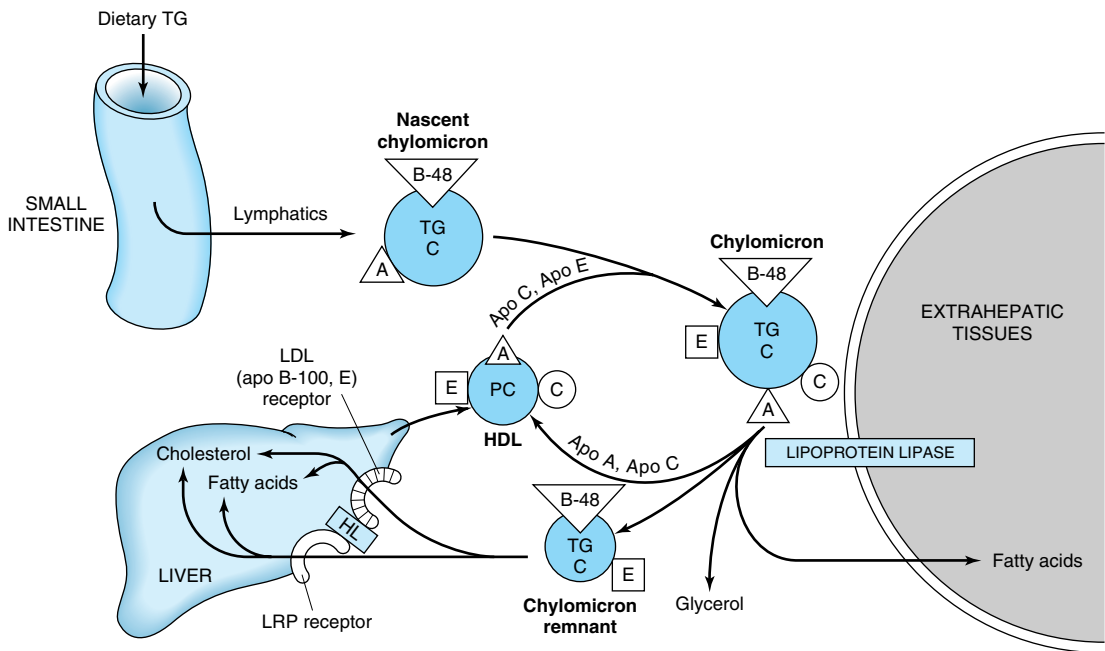 Dietary TG
SMALL
INTESTINE
Lymphatics
Nascent
chylomicron
B-48
TG
C
A
Apo C, Apo E
Chylomicron
B-48
TG
C
E
C
A
EXTRAHEPATIC
TISSUES
LIPOPROTEIN LIPASE
Fatty acids
A
E
PC
C
HDL
Apo A, Apo C
LDL
(apo B-100, E)
receptor
Cholesterol
Fatty acids
HL
LIVER
LRP receptor
B-48
TG
C
E
Chylomicron
remnant
Glycerol